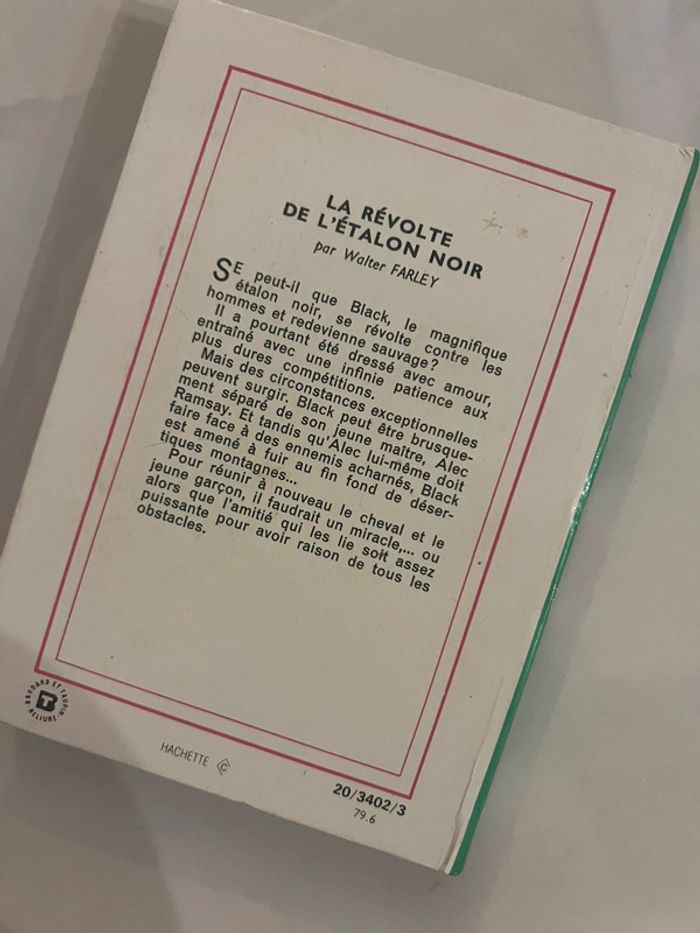 LA RÉVOLTE
DE L'ÉTALON NOIR
par Walter FARLEY
SE peut-il que Black, le magnifique
étalon noir, se révolte contre les
hommes et redevienne sauvage?
Il a pourtant été dressé avec amour,
entraîné avec une infinie patience aux
plus dures compétitions.
Mais des circonstances exceptionnelles
peuvent surgir. Black peut être brusque-
ment séparé de son jeune maître, Alec
Ramsay. Et tandis qu'Alec lui-même doit
faire face à des ennemis acharnés, Black
est amené à fuir au fin fond de déser-
tiques montagnes...
Pour réunir à nouveau le cheval et le
jeune garçon, il faudrait un miracle,... ou
alors que l'amitié qui les lie soit assez
puissante pour avoir raison de tous les
obstacles.
BRODARD ET TAUPIN
RELIURE
HACHETTE C
20/3402/3
79.6